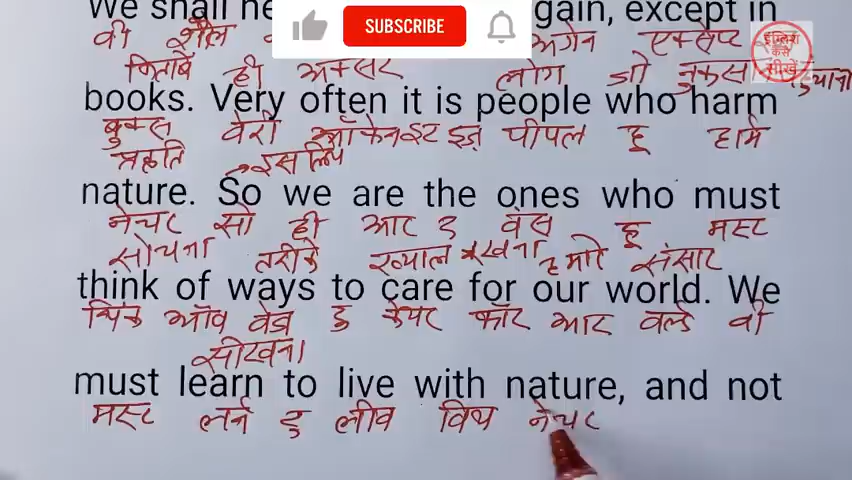 We shall ne gain, except in
SUBSCRIBE
इंग्लिश
कैसे
सीखें
वी शैल अगेन एक्सेप्ट
किताबें ही अक्सर लोग जो नुकसान
books. Very often it is people who harm
बुक्स वेरी ऑफेन इट इज़ पीपल हू हार्म
प्रकृति इसलिए
nature. So we are the ones who must
नेचर सो ही आर द वंस हू मस्ट
सोचना तरीके ख्याल रखना हमारे संसार
think of ways to care for our world. We
थिंक ऑव वेज टु केयर फॉर आर वर्ल्ड वी
सीखना
must learn to live with nature, and not
मस्ट लर्न टु लीव विथ नेचर